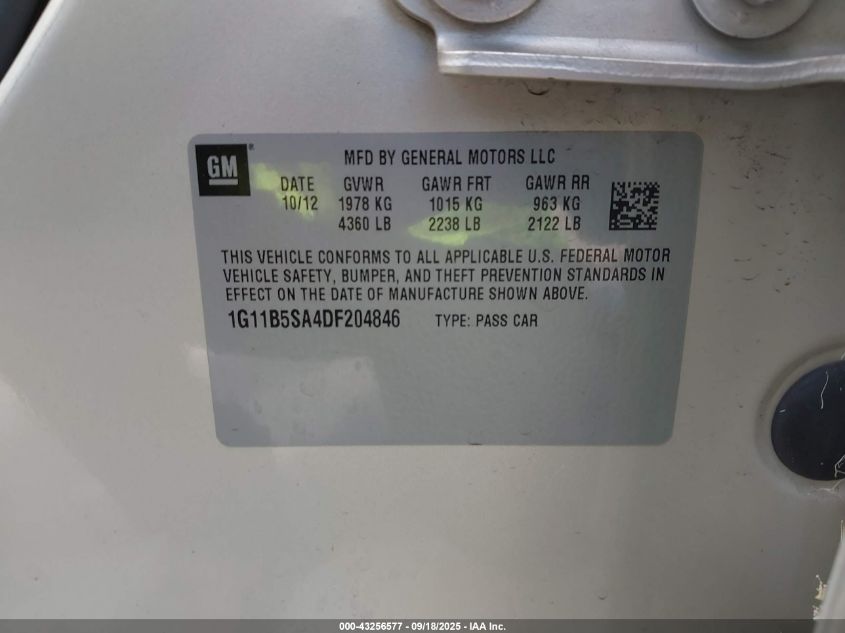 GM
MFD BY GENERAL MOTORS LLC
DATE GVWR GAWR FRT GAWR RR
10/12 1978 KG 1015 KG 963 KG
4360 LB 2238 LB 2122 LB
THIS VEHICLE CONFORMS TO ALL APPLICABLE U.S. FEDERAL MOTOR
VEHICLE SAFETY, BUMPER, AND THEFT PREVENTION STANDARDS IN
EFFECT ON THE DATE OF MANUFACTURE SHOWN ABOVE.
1G11B5SA4DF204846 TYPE: PASS CAR
000-43256577 - 09/18/2025 - IAA Inc.